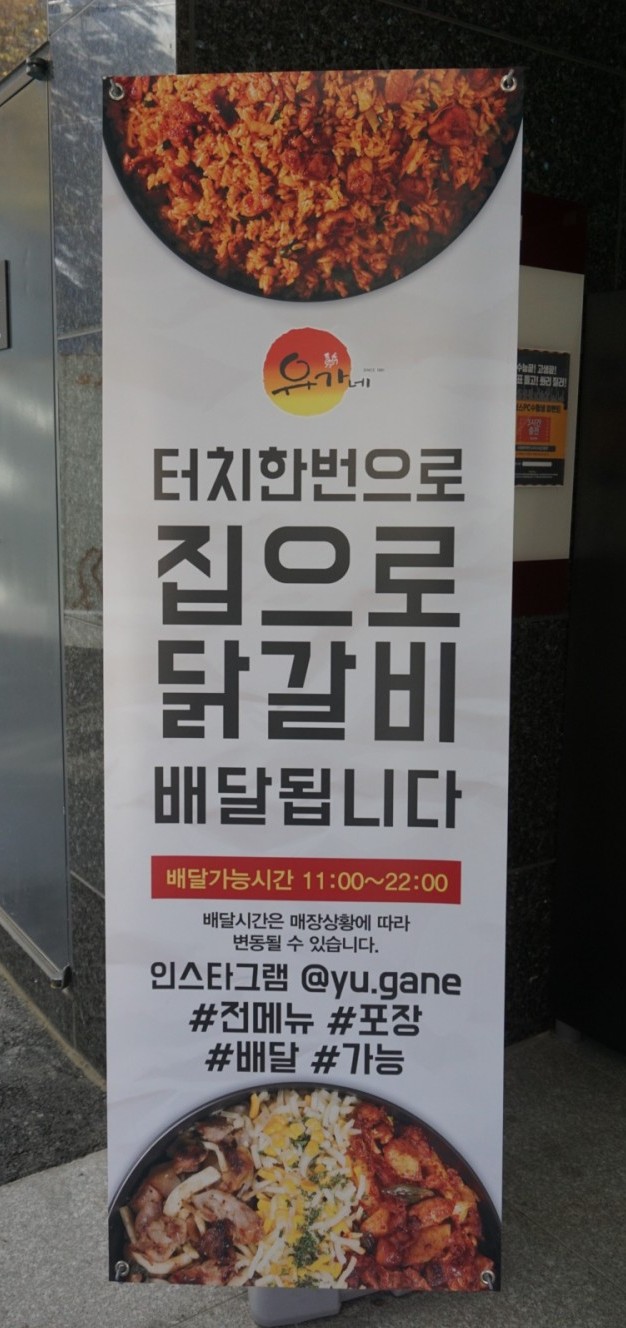 유가네
터치한번으로
집으로
닭갈비
배달됩니다
배달가능시간 11:00~22:00
배달시간은 매장상황에 따라
변동될 수 있습니다.
인스타그램 @yu.gane
#전메뉴 #포장
#배달 #가능